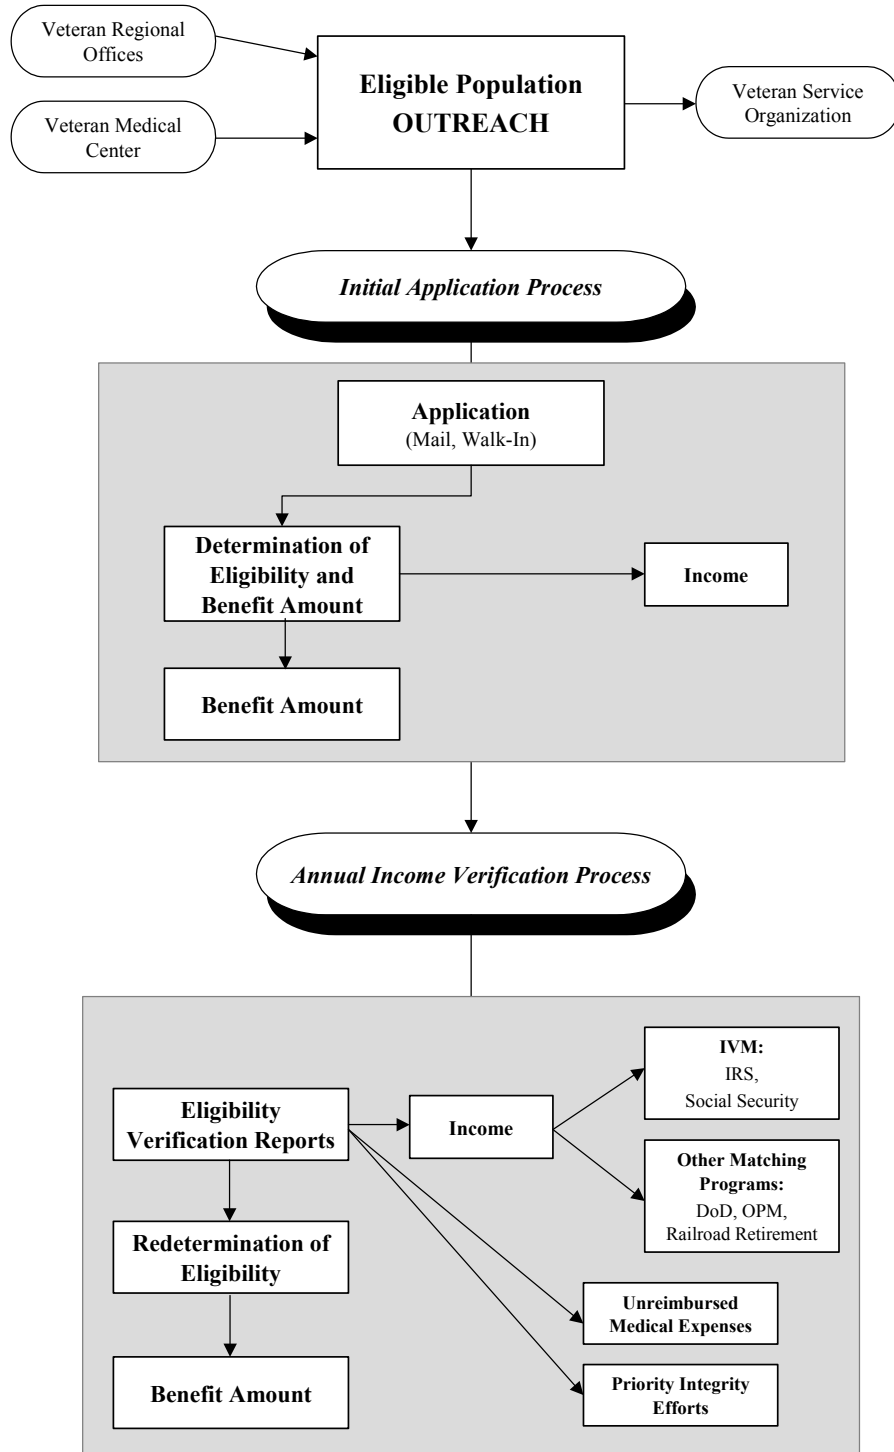 Veteran Regional
Offices
Veteran Medical
Center
Eligible Population
OUTREACH
Veteran Service
Organization
Initial Application Process
Application
(Mail, Walk-In)
Determination of
Eligibility and
Benefit Amount
Income
Benefit Amount
Annual Income Verification Process
Eligibility
Verification Reports
Income
IVM:
IRS,
Social Security
Other Matching
Programs:
DoD, OPM,
Railroad Retirement
Redetermination of
Eligibility
Unreimbursed
Medical Expenses
Benefit Amount
Priority Integrity
Efforts